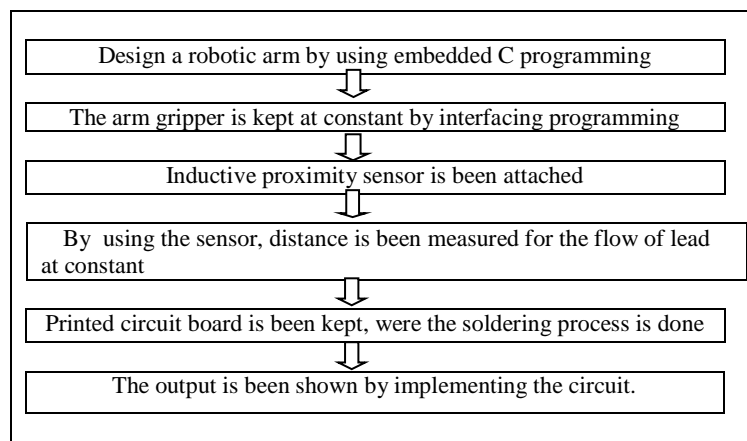 Design a robotic arm by using embedded C programming
The arm gripper is kept at constant by interfacing programming
Inductive proximity sensor is been attached
By using the sensor, distance is been measured for the flow of lead
at constant
Printed circuit board is been kept, were the soldering process is done
The output is been shown by implementing the circuit.